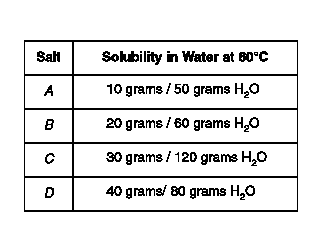 Salt Solubility in Water at 60°C
A 10 grams / 50 grams H₂O
B 20 grams / 60 grams H₂O
C 30 grams / 120 grams H₂O
D 40 grams/ 80 grams H₂O